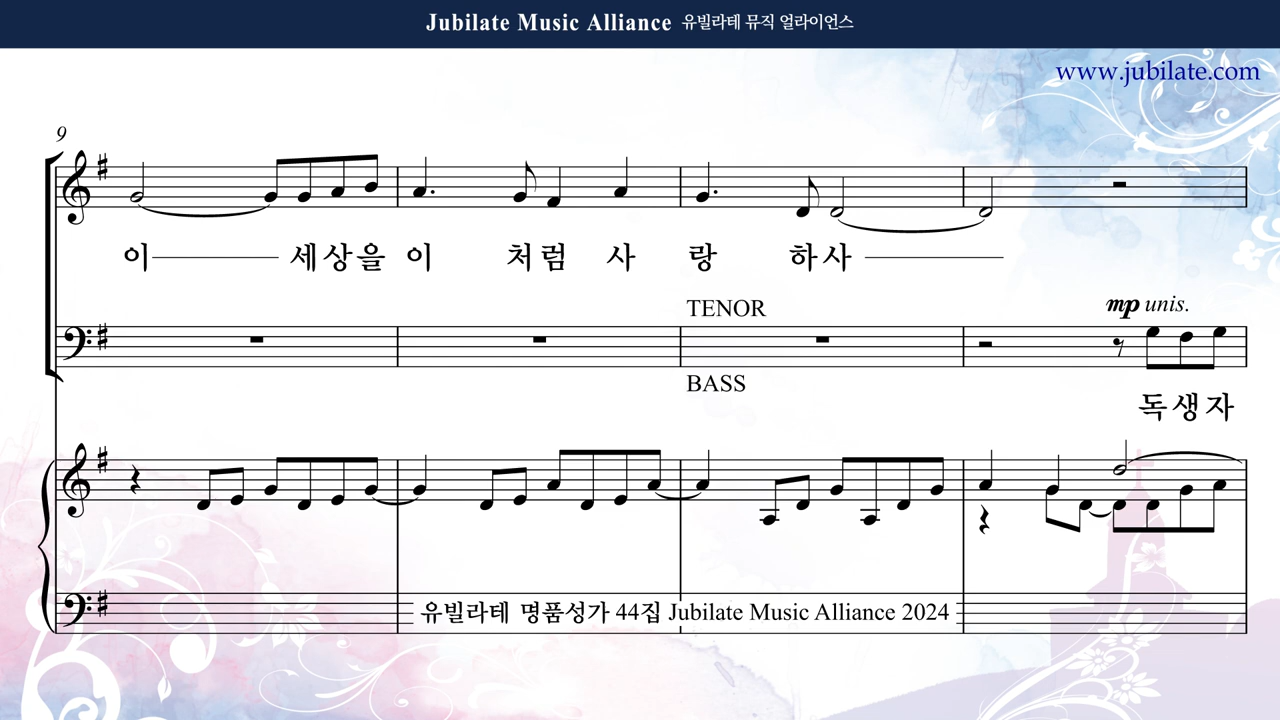 Jubilate Music Alliance 유빌라테 뮤직 얼라이언스
www.jubilate.com
9
이 세상을 이 처럼 사 랑 하사
TENOR
mp unis.
BASS
독생자
유빌라테 명품성가 44집 Jubilate Music Alliance 2024